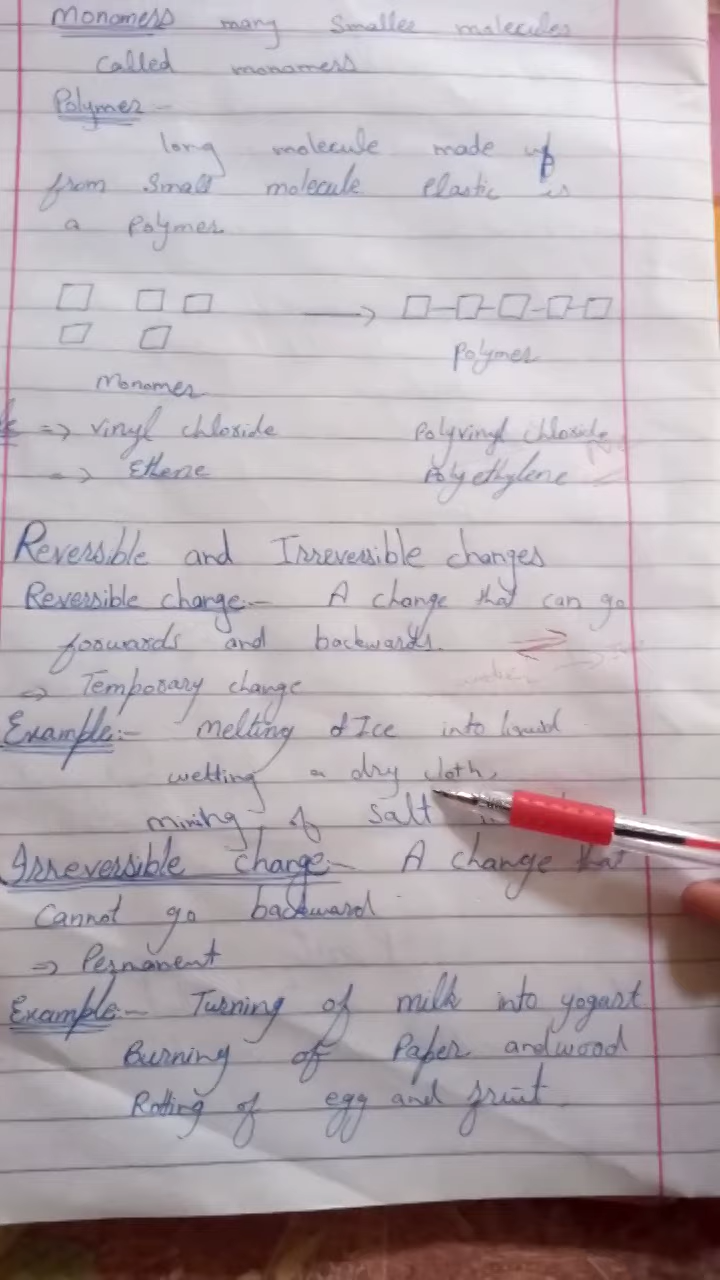 Monomers many smaller molecules
called monomers
Polymer:-
long molecule made up
from small molecule Plastic is
a Polymer
Monomer
Polymer
=> vinyl chloride Polyvinyl chloride
=> Ethene Polyethylene
Reversible and Irreversible changes
Reversible change:- A change that can go
forwards and backwards.
=> Temporary change
Example:- melting of Ice into liquid
wetting a dry cloth,
mixing of salt
Irreversible change:- A change that
cannot go backward
=> Permanent
Example:- Turning of milk into yogart
Burning of Paper and wood
Rotting of egg and fruit